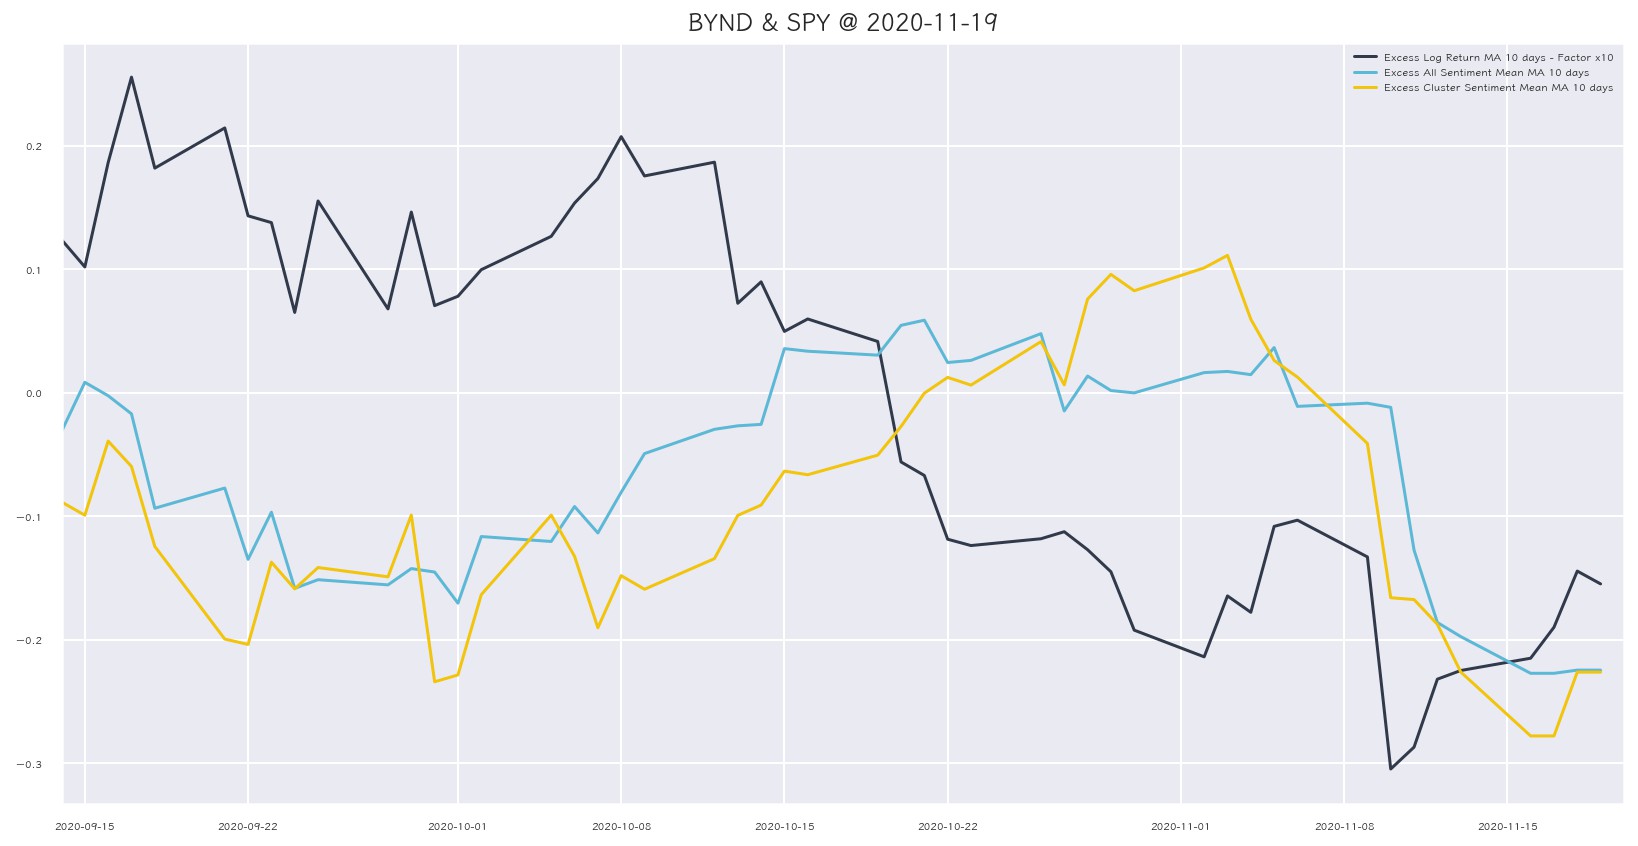 BYND & SPY @ 2020-11-19
Excess Log Return MA 10 days - Factor x10
Excess All Sentiment Mean MA 10 days
Excess Cluster Sentiment Mean MA 10 days
0.2
0.1
0.0
−0.1
−0.2
−0.3
2020-09-15 2020-09-22 2020-10-01 2020-10-08 2020-10-15 2020-10-22 2020-11-01 2020-11-08 2020-11-15